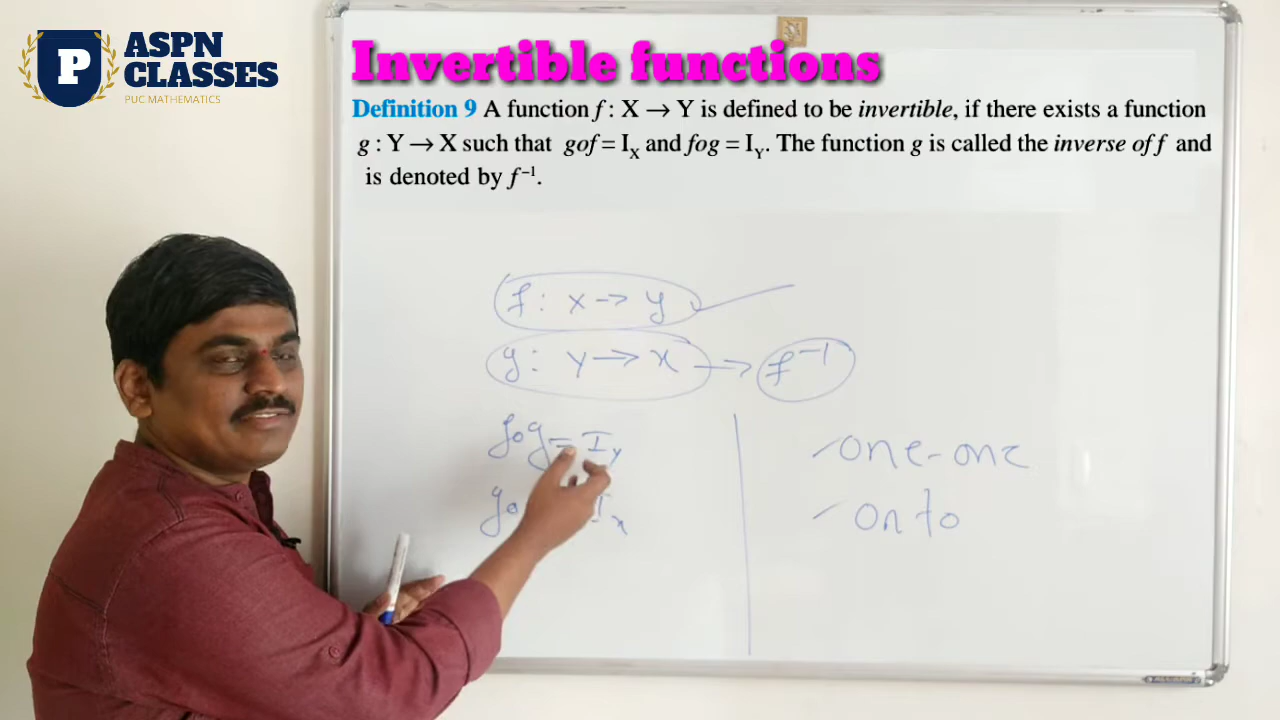 P
ASPN
CLASSES
PUC MATHEMATICS
Invertible functions
Definition 9 A function f : X → Y is defined to be invertible, if there exists a function
g : Y → X such that gof = I_X and fog = I_Y. The function g is called the inverse of f and
is denoted by f⁻¹.
f : x → y
g : y → x → f⁻¹
fog = I_y
go I_x
one-one
onto